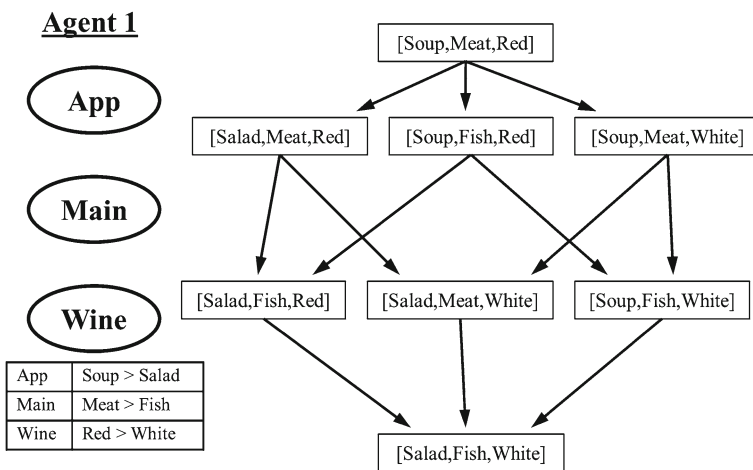 Agent 1
[Soup,Meat,Red]
App
[Salad,Meat,Red] [Soup,Fish,Red] [Soup,Meat,White]
Main
[Salad,Fish,Red] [Salad,Meat,White] [Soup,Fish,White]
Wine
App Soup > Salad
Main Meat > Fish
Wine Red > White
[Salad,Fish,White]